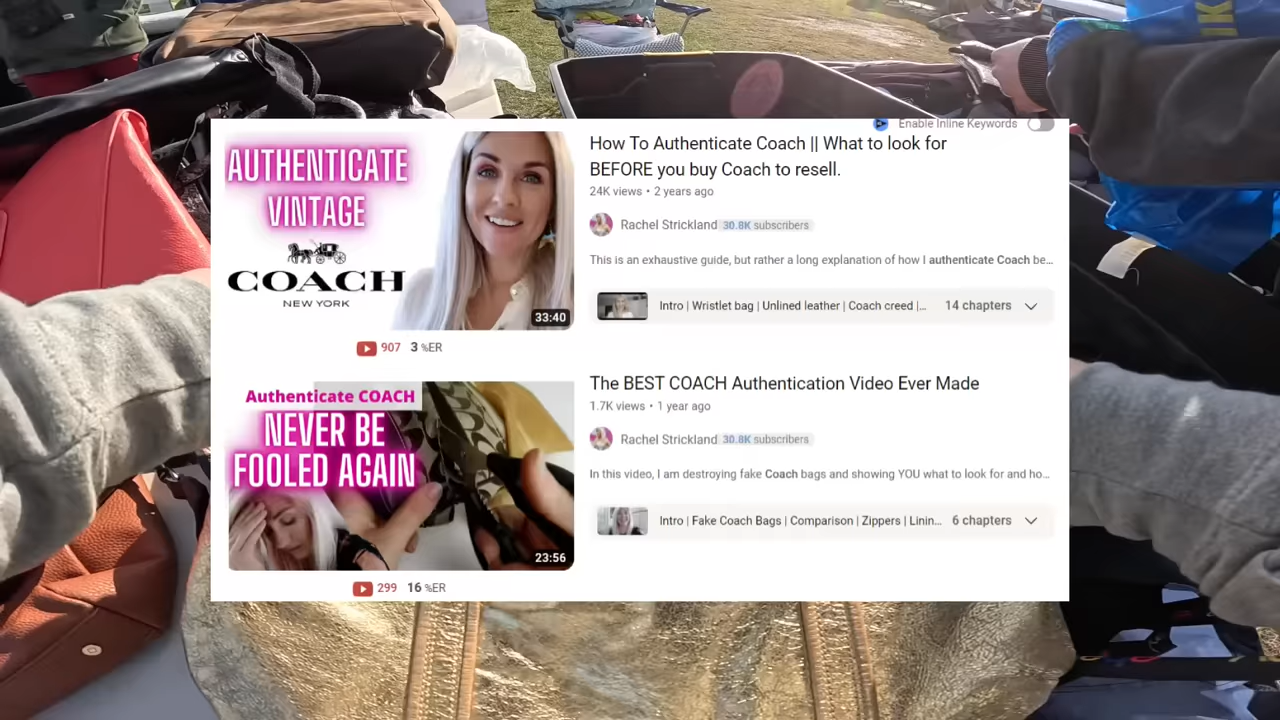 Enable Inline Keywords
AUTHENTICATE
VINTAGE
COACH
NEW YORK
33:40
907 3 %ER
How To Authenticate Coach || What to look for
BEFORE you buy Coach to resell.
24K views • 2 years ago
Rachel Strickland 30.8K subscribers
This is an exhaustive guide, but rather a long explanation of how I authenticate Coach be...
Intro | Wristlet bag | Unlined leather | Coach creed |... 14 chapters
Authenticate COACH
NEVER BE
FOOLED AGAIN
23:56
299 16 %ER
The BEST COACH Authentication Video Ever Made
1.7K views • 1 year ago
Rachel Strickland 30.8K subscribers
In this video, I am destroying fake Coach bags and showing YOU what to look for and ho...
Intro | Fake Coach Bags | Comparison | Zippers | Linin... 6 chapters